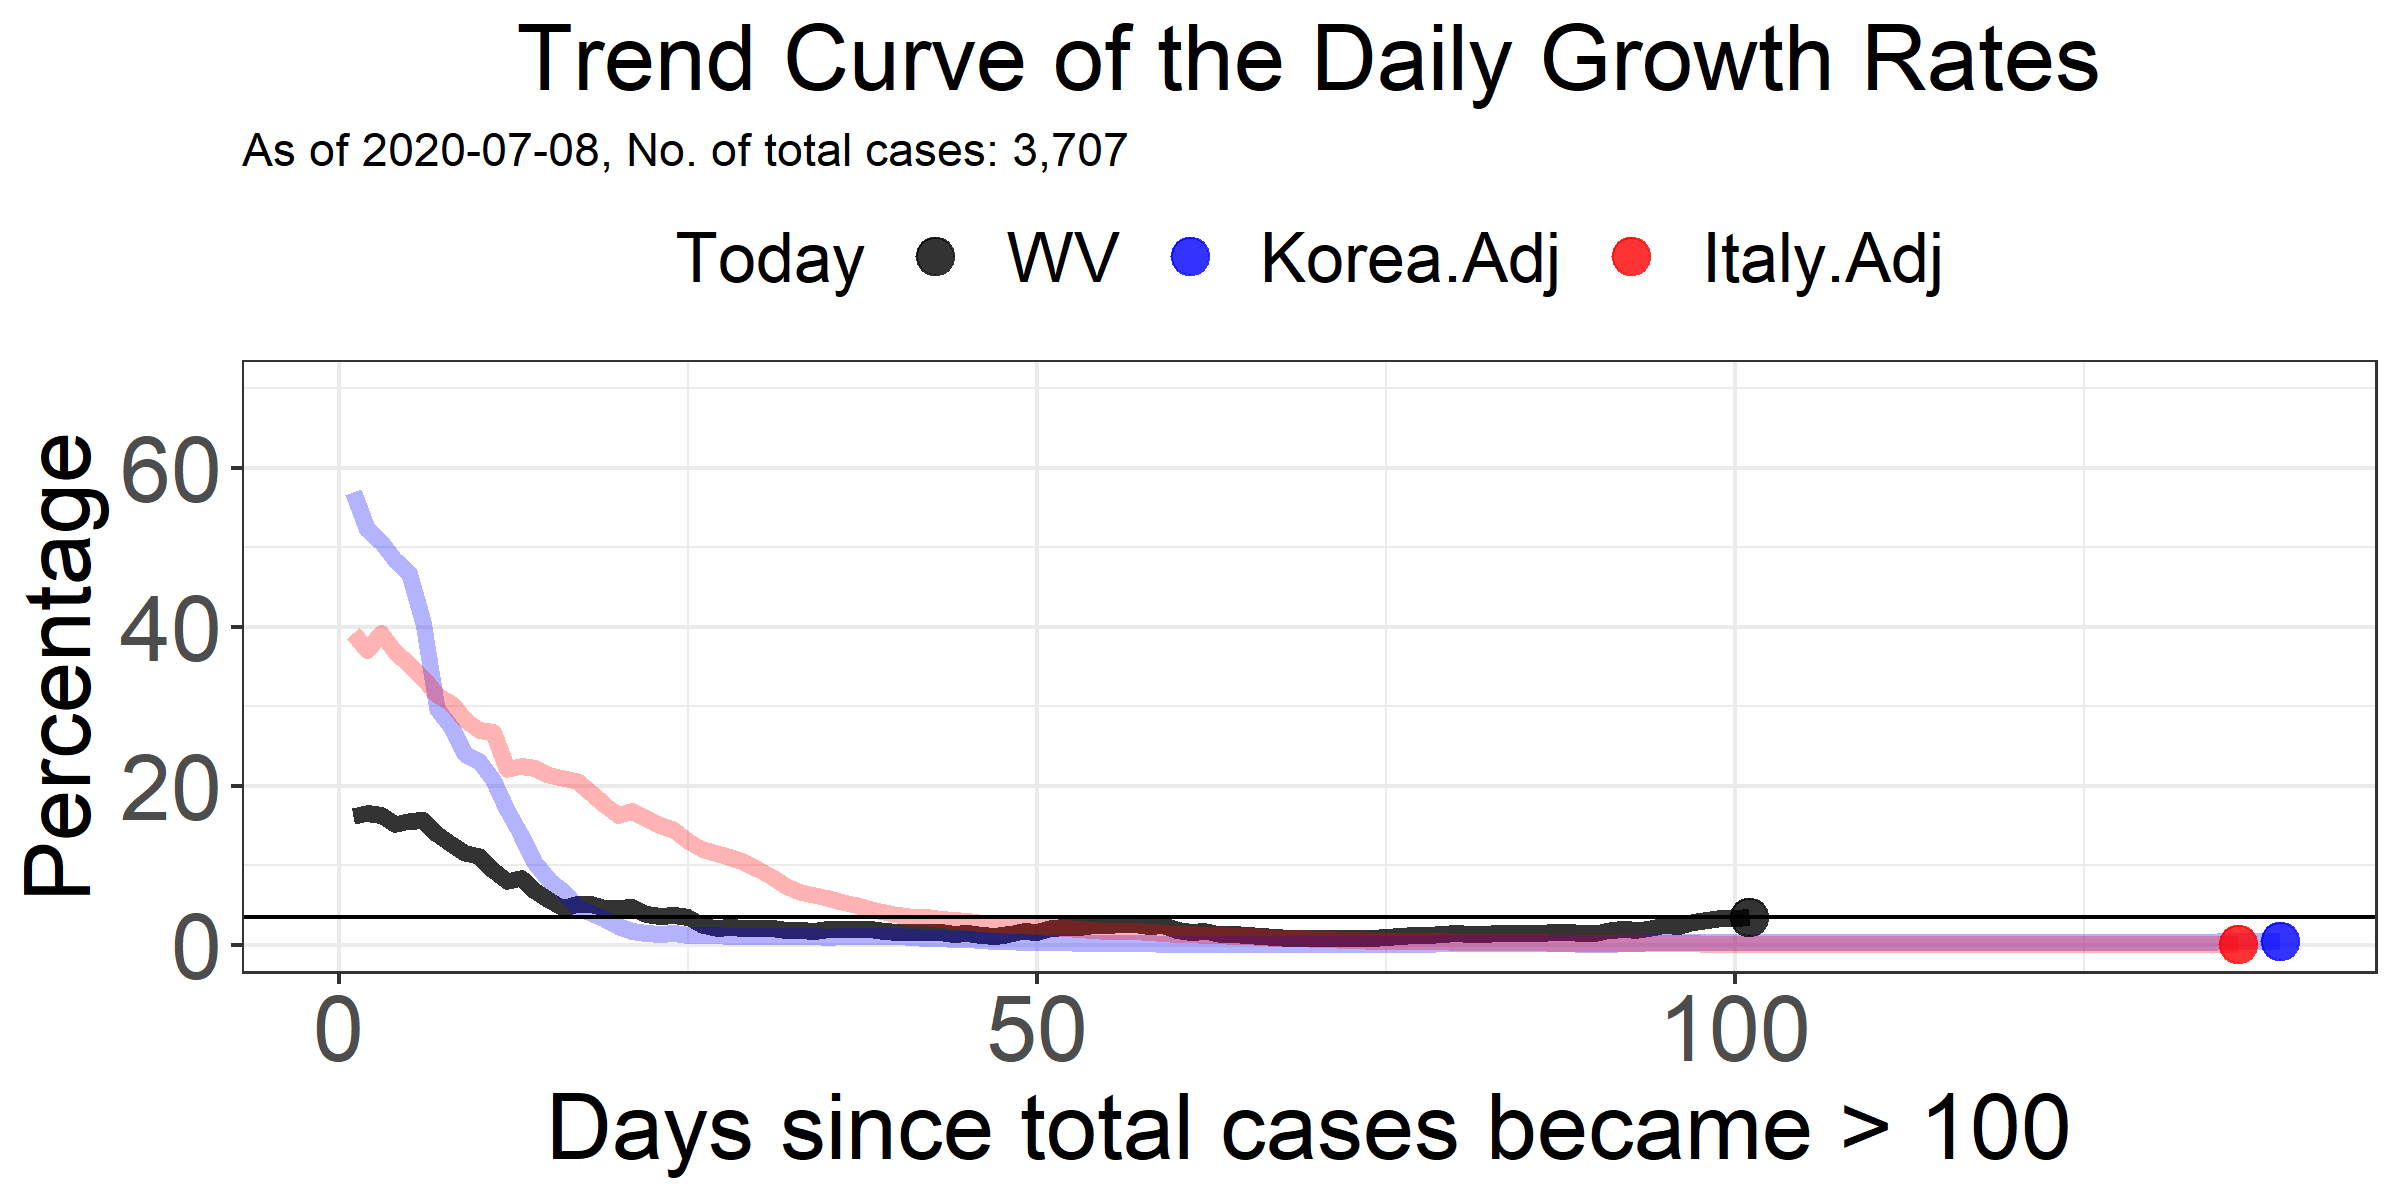 Trend Curve of the Daily Growth Rates
As of 2020-07-08, No. of total cases: 3,707
Today WV Korea.Adj Italy.Adj
Percentage
60
40
20
0
0 50 100
Days since total cases became > 100